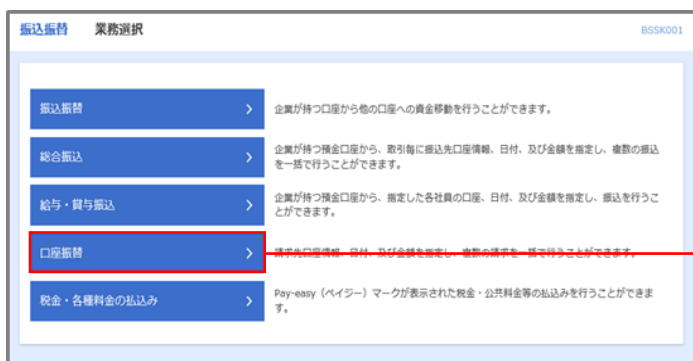 振込振替 業務選択 BSSK001
振込振替 企業が持つ口座から他の口座への資金移動を行うことができます。
総合振込 企業が持つ預金口座から、取引毎に振込先口座情報、日付、及び金額を指定し、複数の振込
を一括で行うことができます。
給与・賞与振込 企業が持つ預金口座から、指定した各社員の口座、日付、及び金額を指定し、振込を行うこ
とができます。
口座振替 請求先口座情報、日付、及び金額を指定し、複数の請求を一括で行うことができます。
税金・各種料金の払込み Pay-easy（ペイジー）マークが表示された税金・公共料金等の払込みを行うことができま
す。